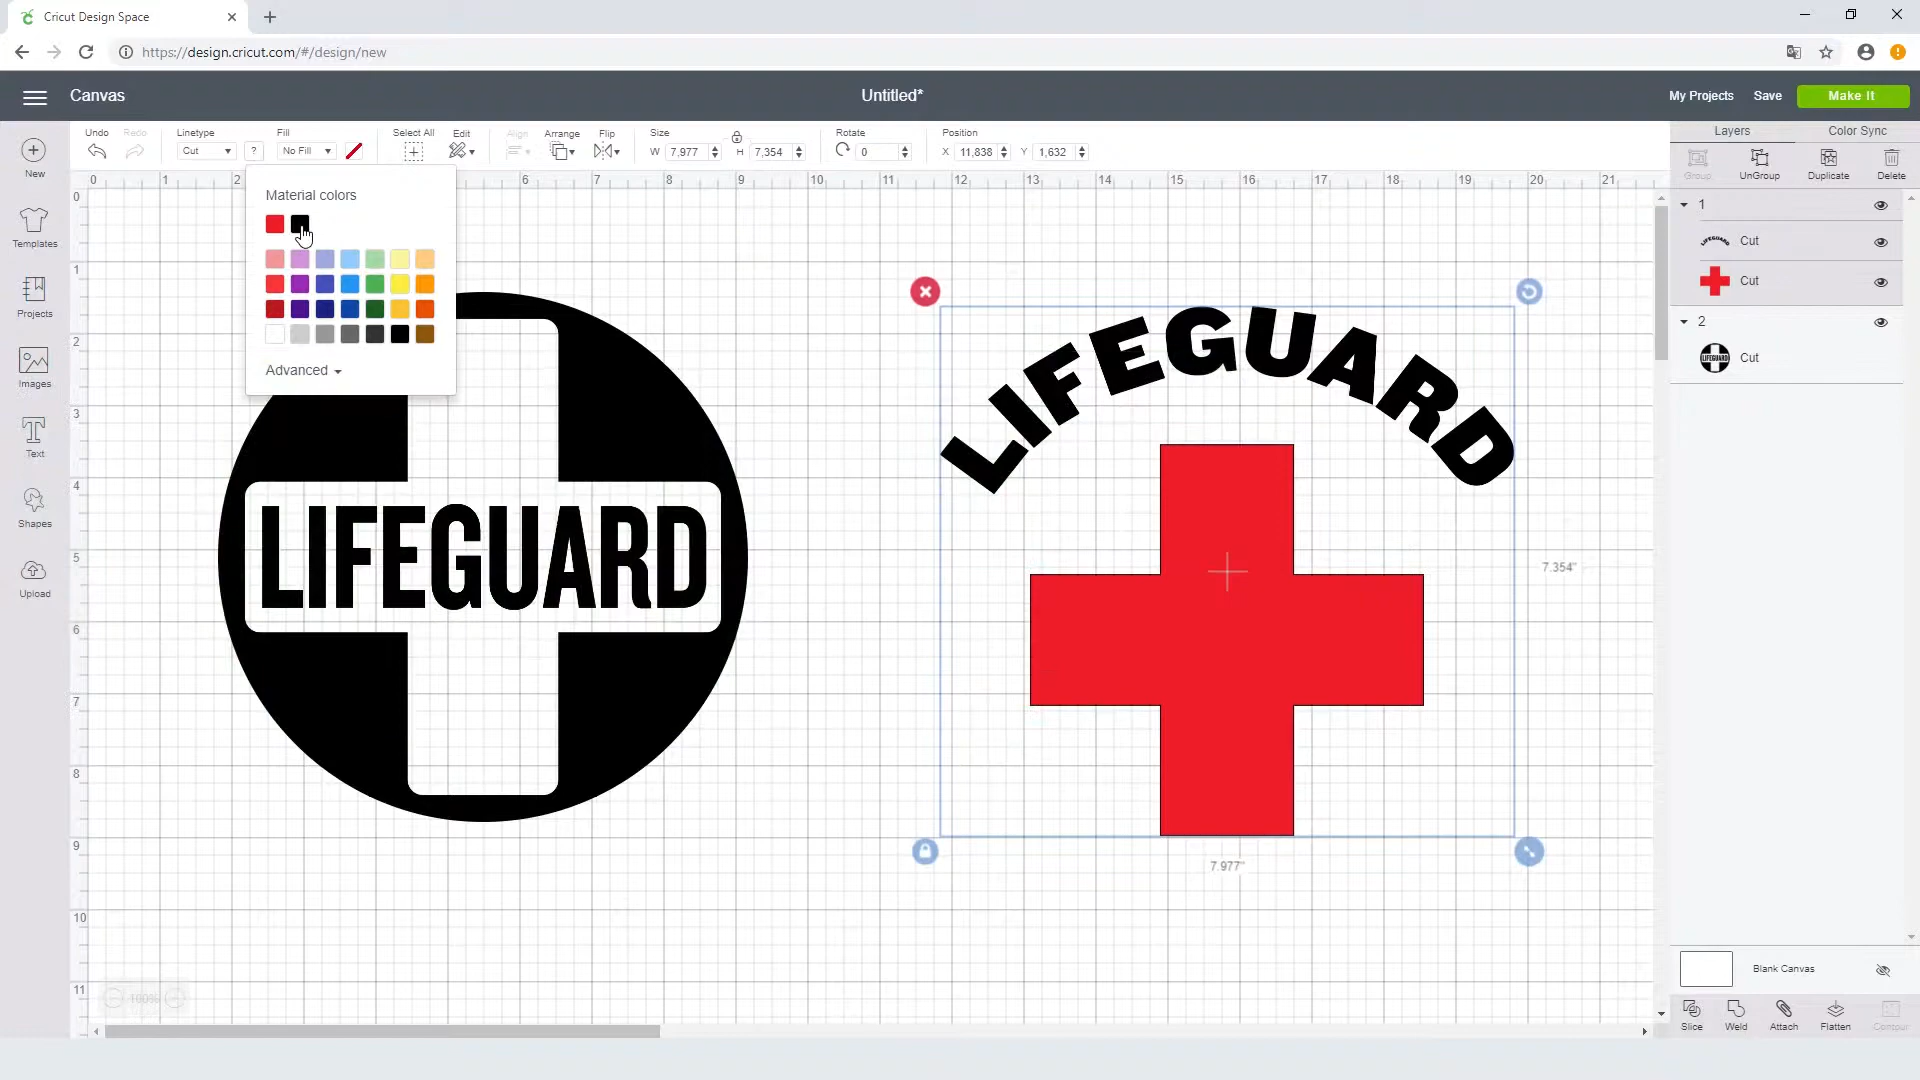 Cricut Design Space
https://design.cricut.com/#/design/new
Canvas
Untitled*
My Projects
Save
Make It
Undo
Redo
Linetype
Cut
?
Fill
No Fill
Select All
Edit
Align
Arrange
Flip
Size
W 7,977
H 7,354
Rotate
0
Position
X 11,838
Y 1,632
Layers
Color Sync
Group
UnGroup
Duplicate
Delete
New
Templates
Projects
Images
Text
Shapes
Upload
0 1 2 6 7 8 9 10 11 12 13 14 15 16 17 18 19 20 21
0
1
2
3
4
5
6
7
8
9
10
11
Material colors
Advanced
LIFEGUARD
LIFEGUARD
7.354"
7.977"
100%
1
LIFEGUARD
Cut
Cut
2
LIFEGUARD
Cut
Blank Canvas
Slice
Weld
Attach
Flatten
Contour